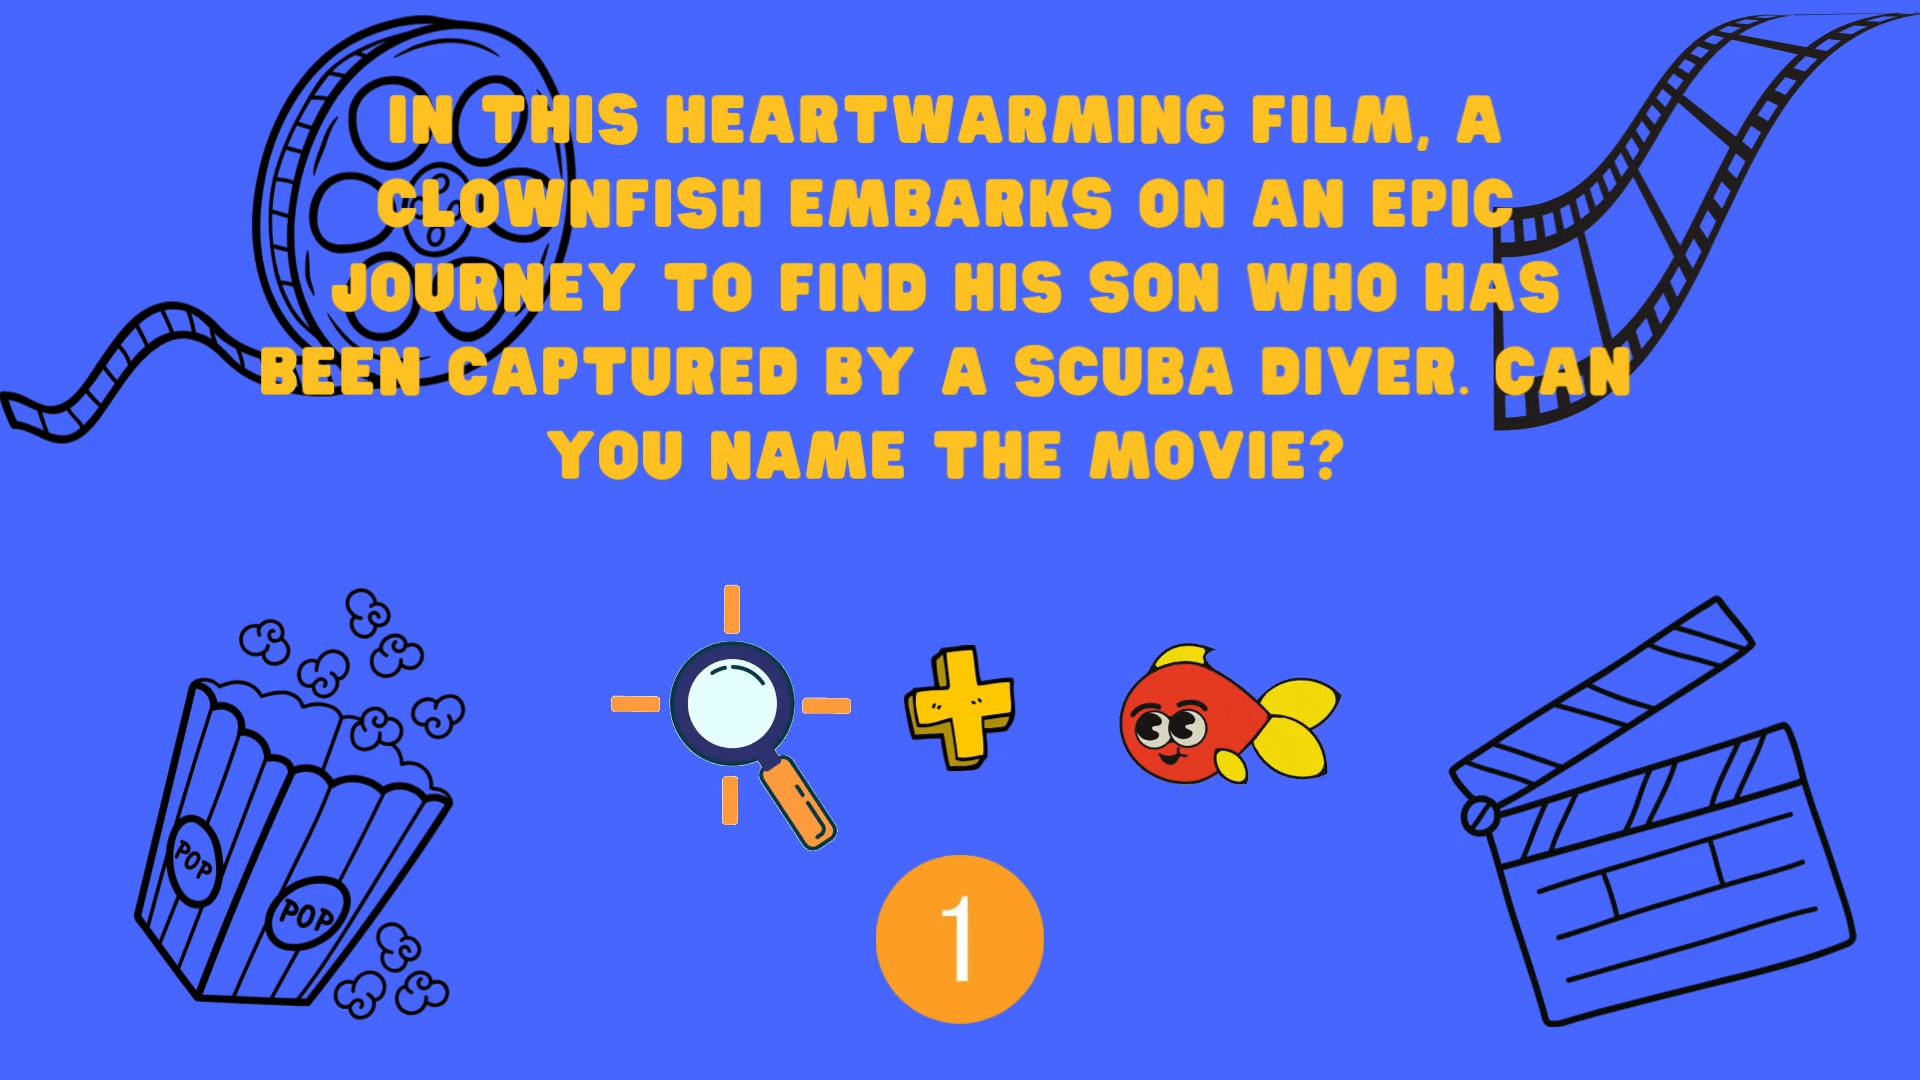 IN THIS HEARTWARMING FILM, A
CLOWNFISH EMBARKS ON AN EPIC
JOURNEY TO FIND HIS SON WHO HAS
BEEN CAPTURED BY A SCUBA DIVER. CAN
YOU NAME THE MOVIE?
POP
POP
1